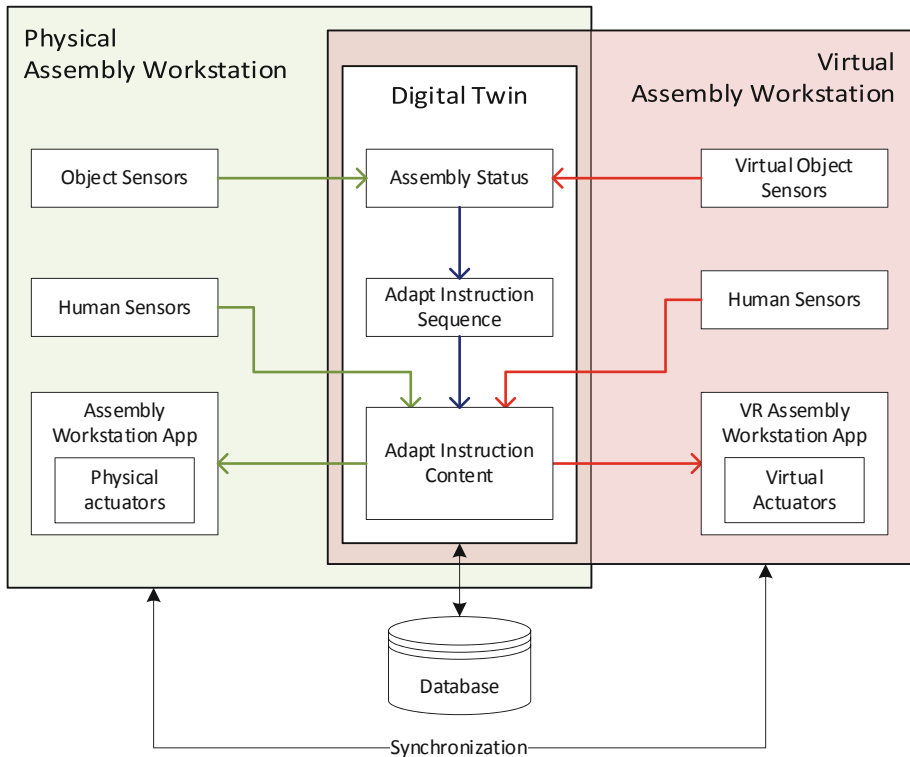 Physical
Assembly Workstation
Virtual
Assembly Workstation
Digital Twin
Object Sensors
Assembly Status
Virtual Object
Sensors
Human Sensors
Adapt Instruction
Sequence
Human Sensors
Assembly
Workstation App
Physical
actuators
Adapt Instruction
Content
VR Assembly
Workstation App
Virtual
Actuators
Database
Synchronization